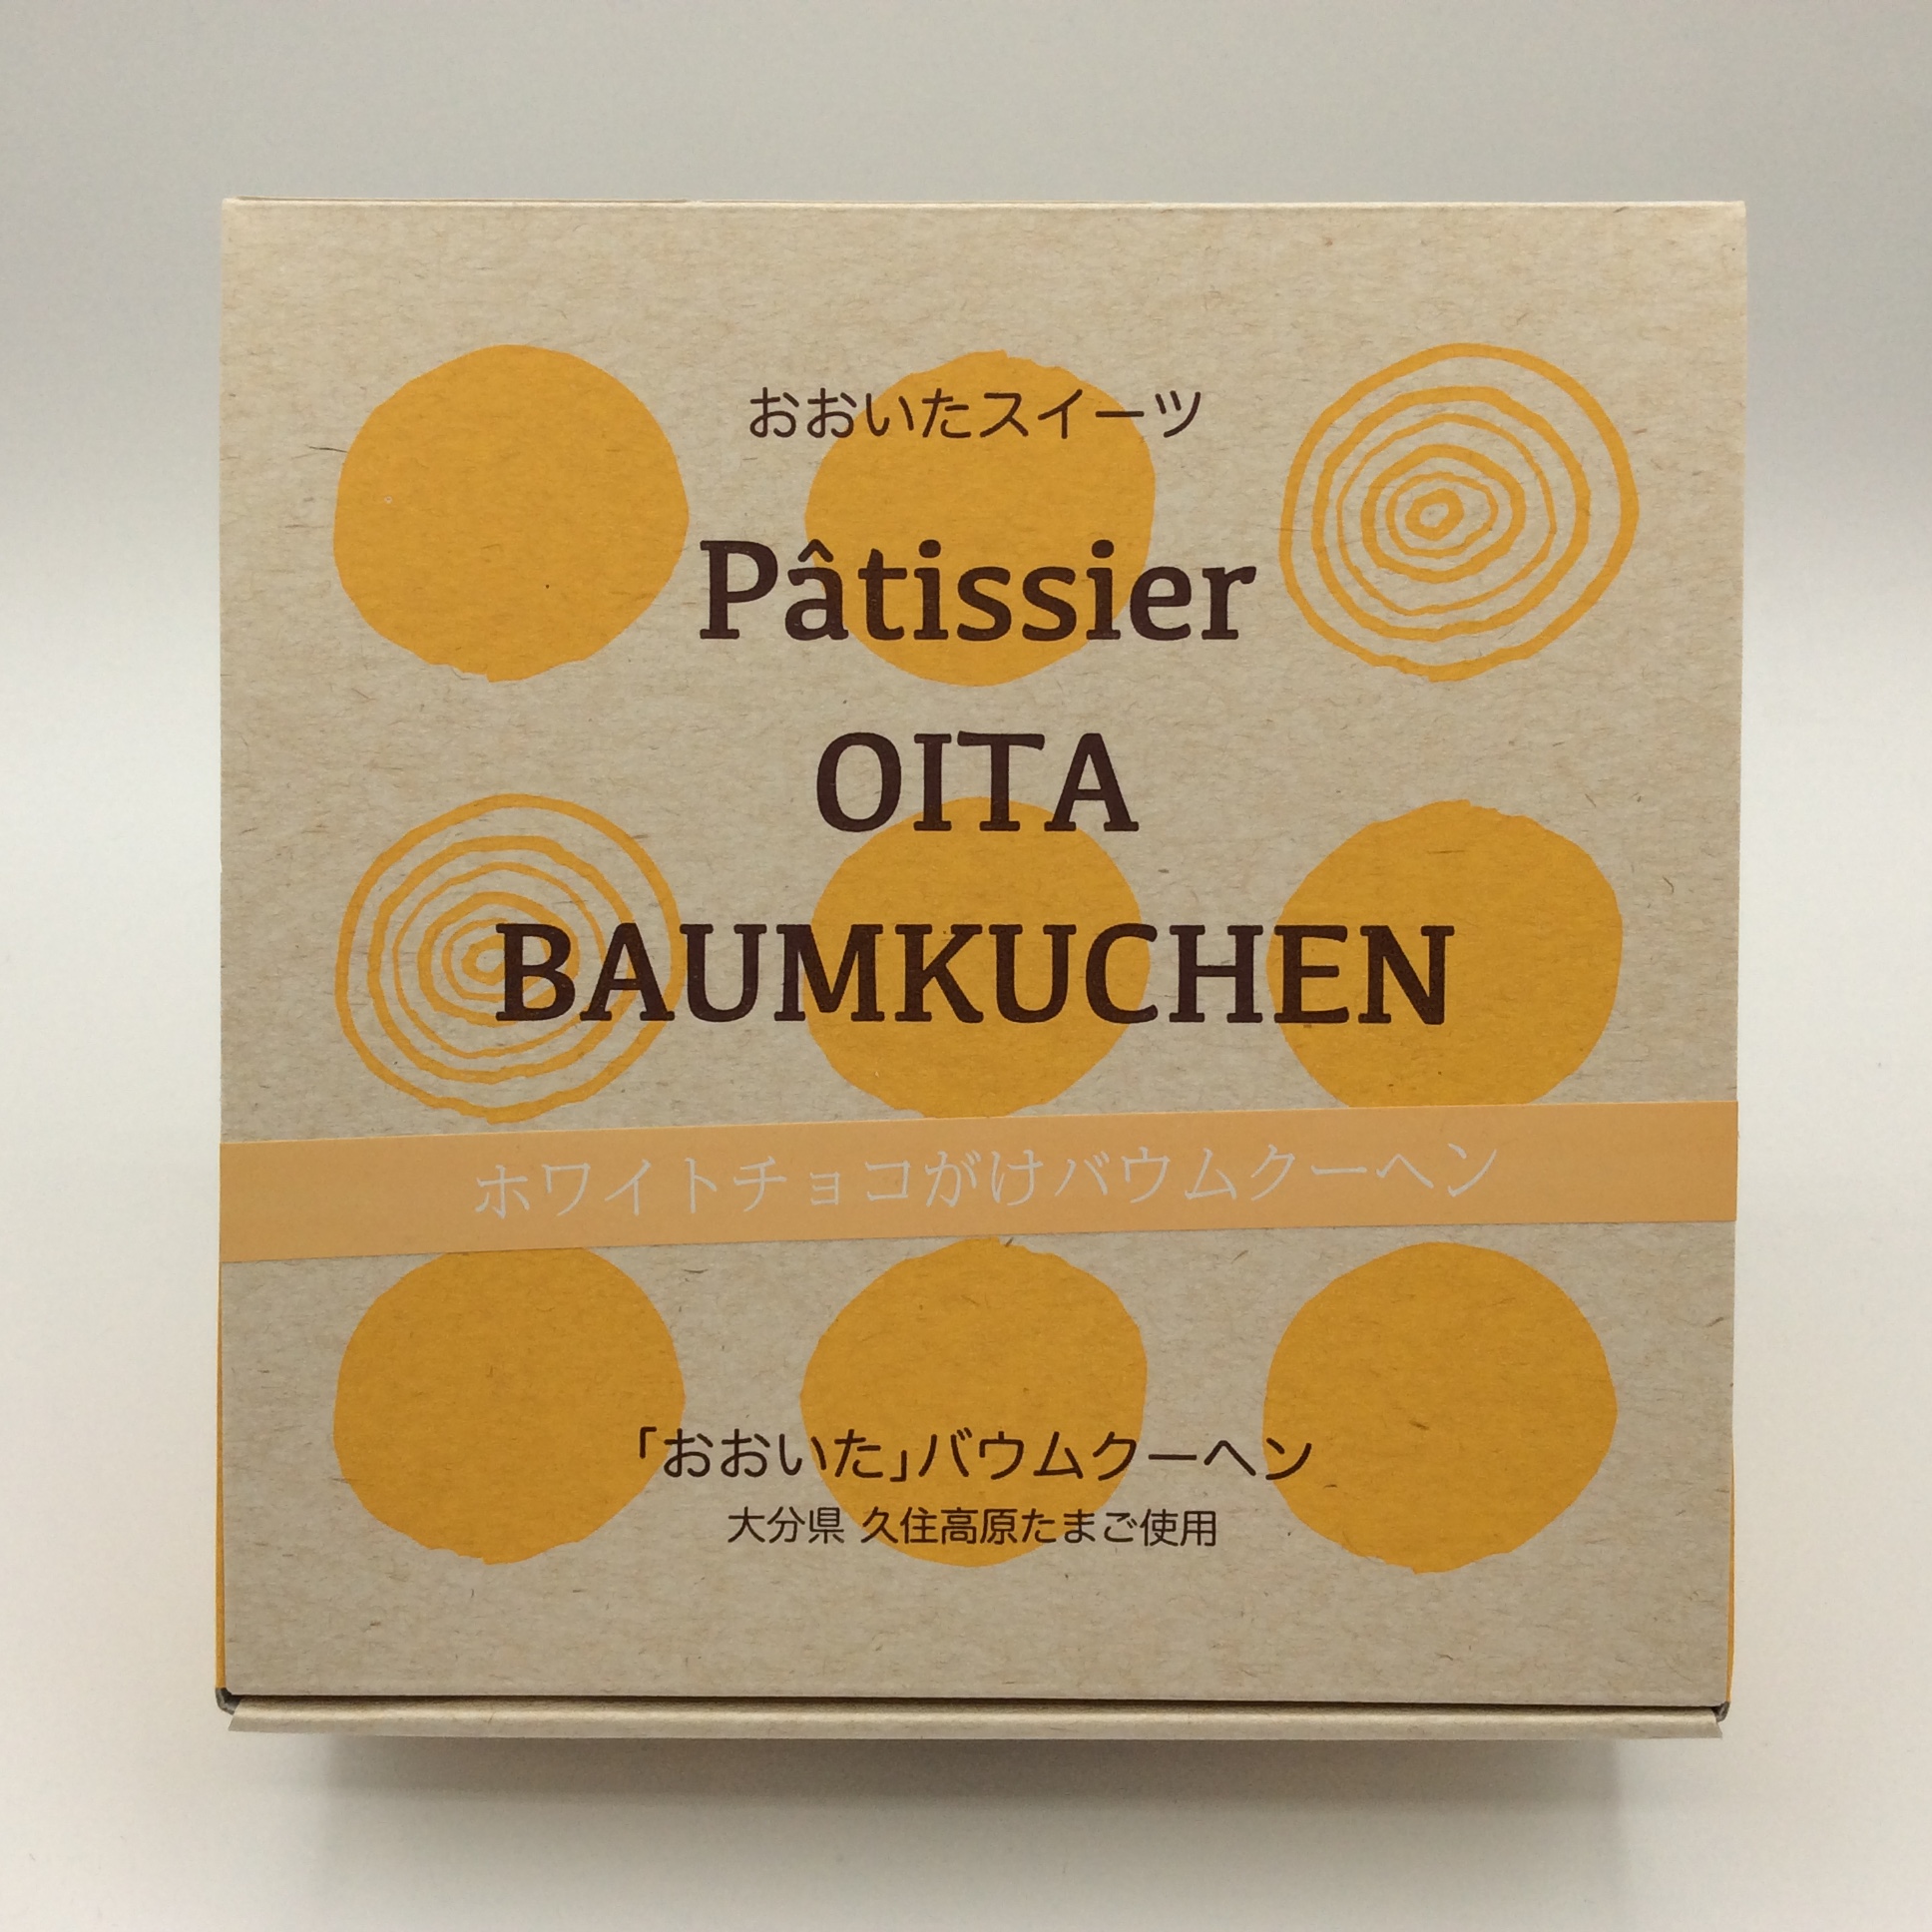 おおいたスイーツ
Pâtissier
OITA
BAUMKUCHEN
ホワイトチョコがけバウムクーヘン
「おおいた」バウムクーヘン
大分県 久住高原たまご使用